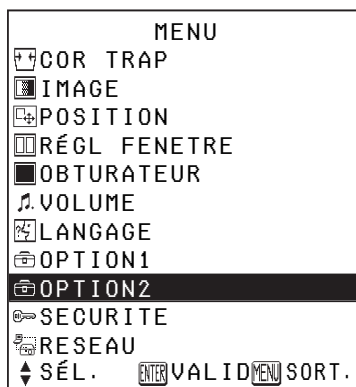 MENU
COR TRAP
IMAGE
POSITION
RÉGL FENETRE
OBTURATEUR
VOLUME
LANGAGE
OPTION1
OPTION2
SECURITE
RESEAU
SÉL. ENTER VALID MENU SORT.